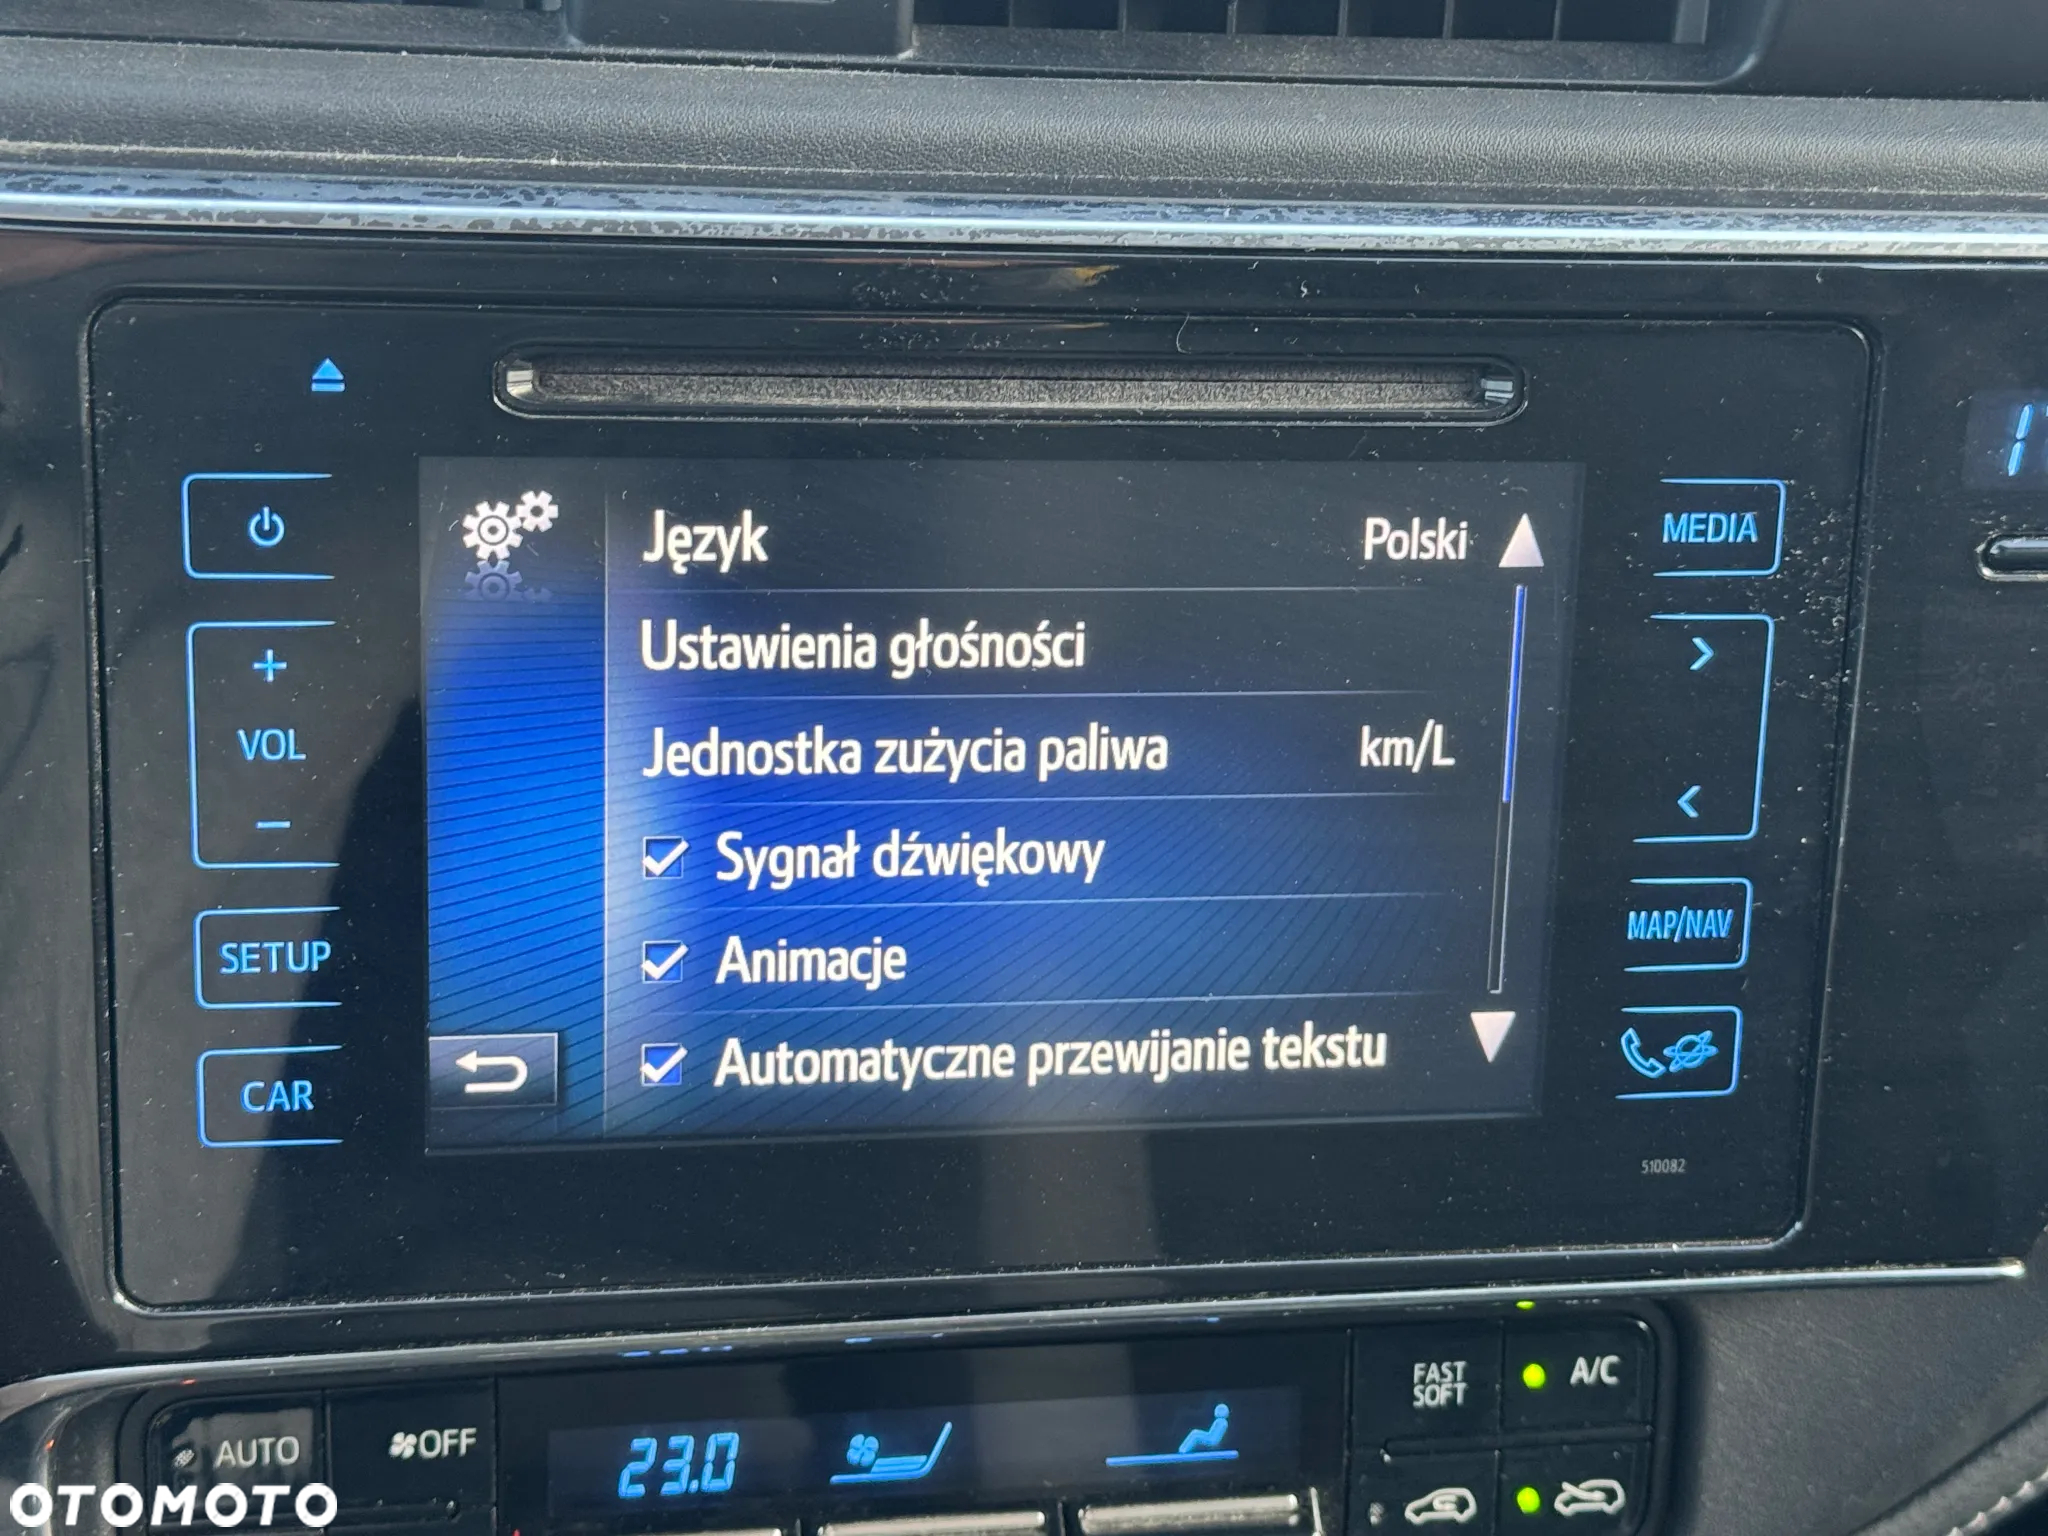 Język
Polski
Ustawienia głośności
Jednostka zużycia paliwa
km/L
Sygnał dźwiękowy
Animacje
Automatyczne przewijanie tekstu
VOL
SETUP
CAR
MEDIA
MAP/NAV
510082
AUTO
OFF
23.0
FAST
SOFT
A/C
OTOMOTO